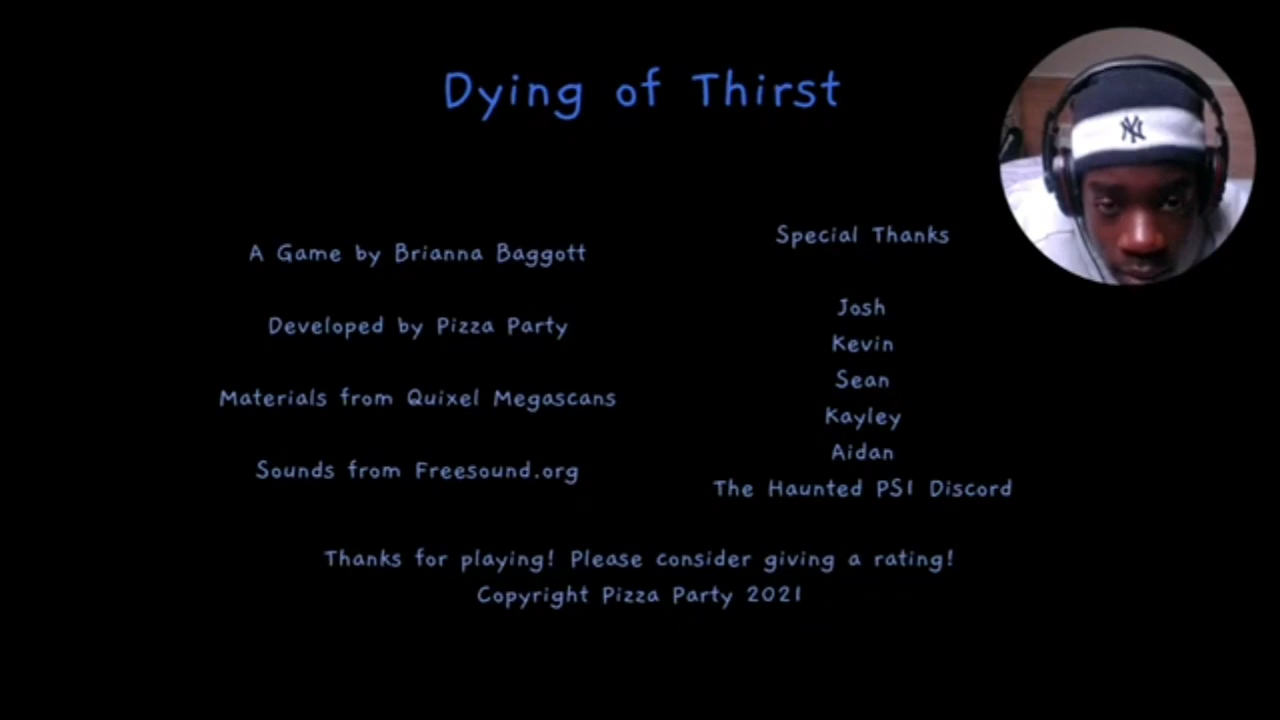 Dying of Thirst
A Game by Brianna Baggott
Developed by Pizza Party
Materials from Quixel Megascans
Sounds from Freesound.org
Special Thanks
Josh
Kevin
Sean
Kayley
Aidan
The Haunted PS1 Discord
Thanks for playing! Please consider giving a rating!
Copyright Pizza Party 2021
NY